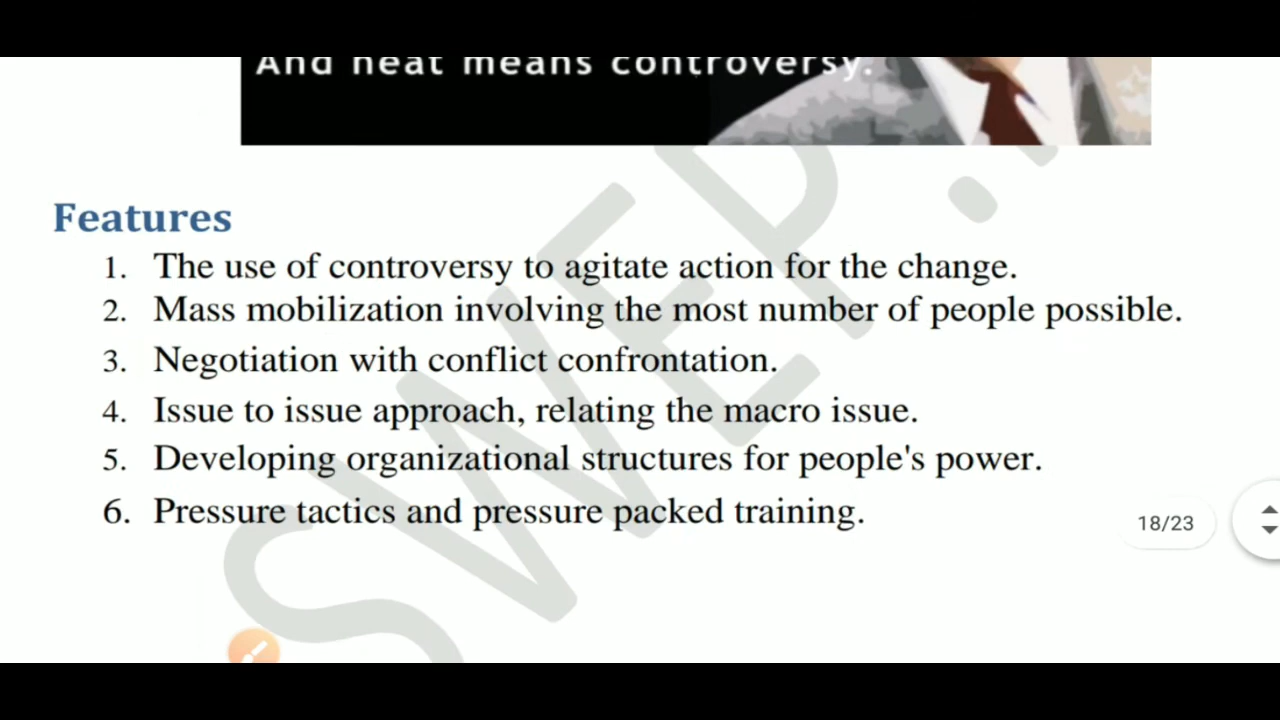 And heat means controversy.
Features
1. The use of controversy to agitate action for the change.
2. Mass mobilization involving the most number of people possible.
3. Negotiation with conflict confrontation.
4. Issue to issue approach, relating the macro issue.
5. Developing organizational structures for people's power.
6. Pressure tactics and pressure packed training.
18/23